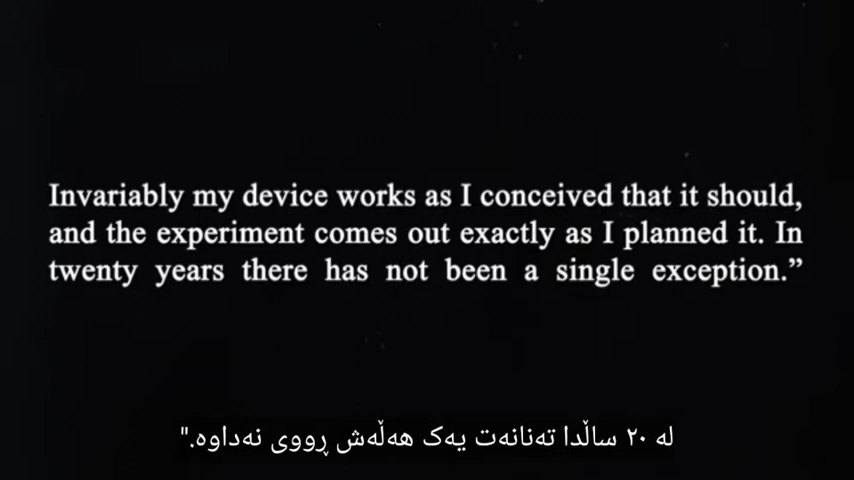 Invariably my device works as I conceived that it should,
and the experiment comes out exactly as I planned it. In
twenty years there has not been a single exception.”
لە ٢٠ ساڵدا تەنانەت یەک هەڵەش ڕووی نەداوە."